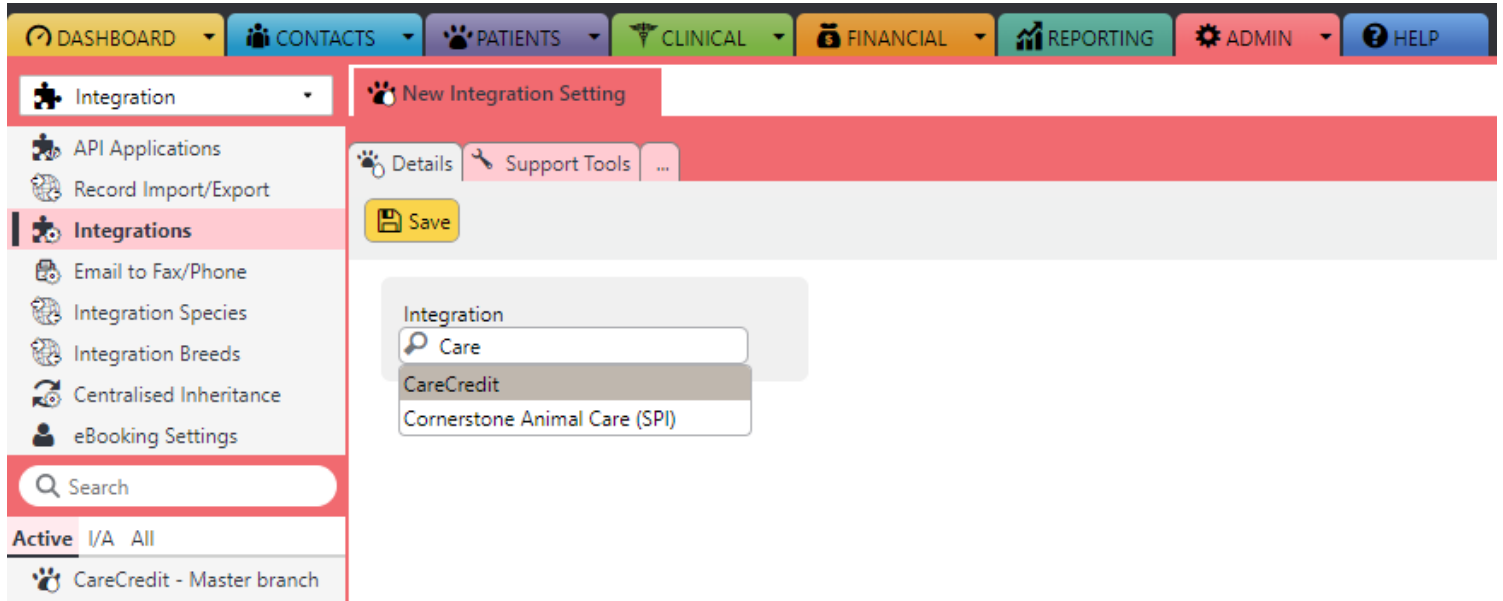 DASHBOARD CONTACTS PATIENTS CLINICAL FINANCIAL REPORTING ADMIN HELP
Integration
New Integration Setting
API Applications
Record Import/Export
Integrations
Email to Fax/Phone
Integration Species
Integration Breeds
Centralised Inheritance
eBooking Settings
Search
Active I/A All
CareCredit - Master branch
Details Support Tools ...
Save
Integration
Care
CareCredit
Cornerstone Animal Care (SPI)